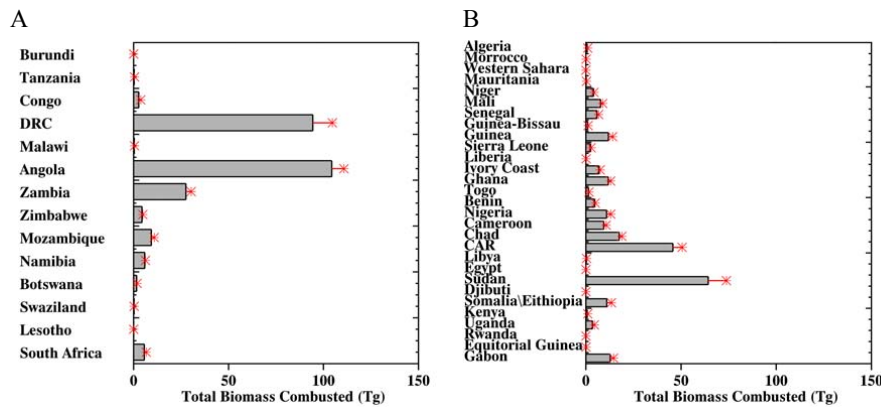 A
Burundi
Tanzania
Congo
DRC
Malawi
Angola
Zambia
Zimbabwe
Mozambique
Namibia
Botswana
Swaziland
Lesotho
South Africa
0 50 100 150
Total Biomass Combusted (Tg)
B
Algeria
Morrocco
Western Sahara
Mauritania
Niger
Mali
Senegal
Guinea-Bissau
Guinea
Sierra Leone
Liberia
Ivory Coast
Ghana
Togo
Benin
Nigeria
Cameroon
Chad
CAR
Libya
Egypt
Sudan
Djibuti
Somalia\Eithiopia
Kenya
Uganda
Rwanda
Equitorial Guinea
Gabon
0 50 100 150
Total Biomass Combusted (Tg)